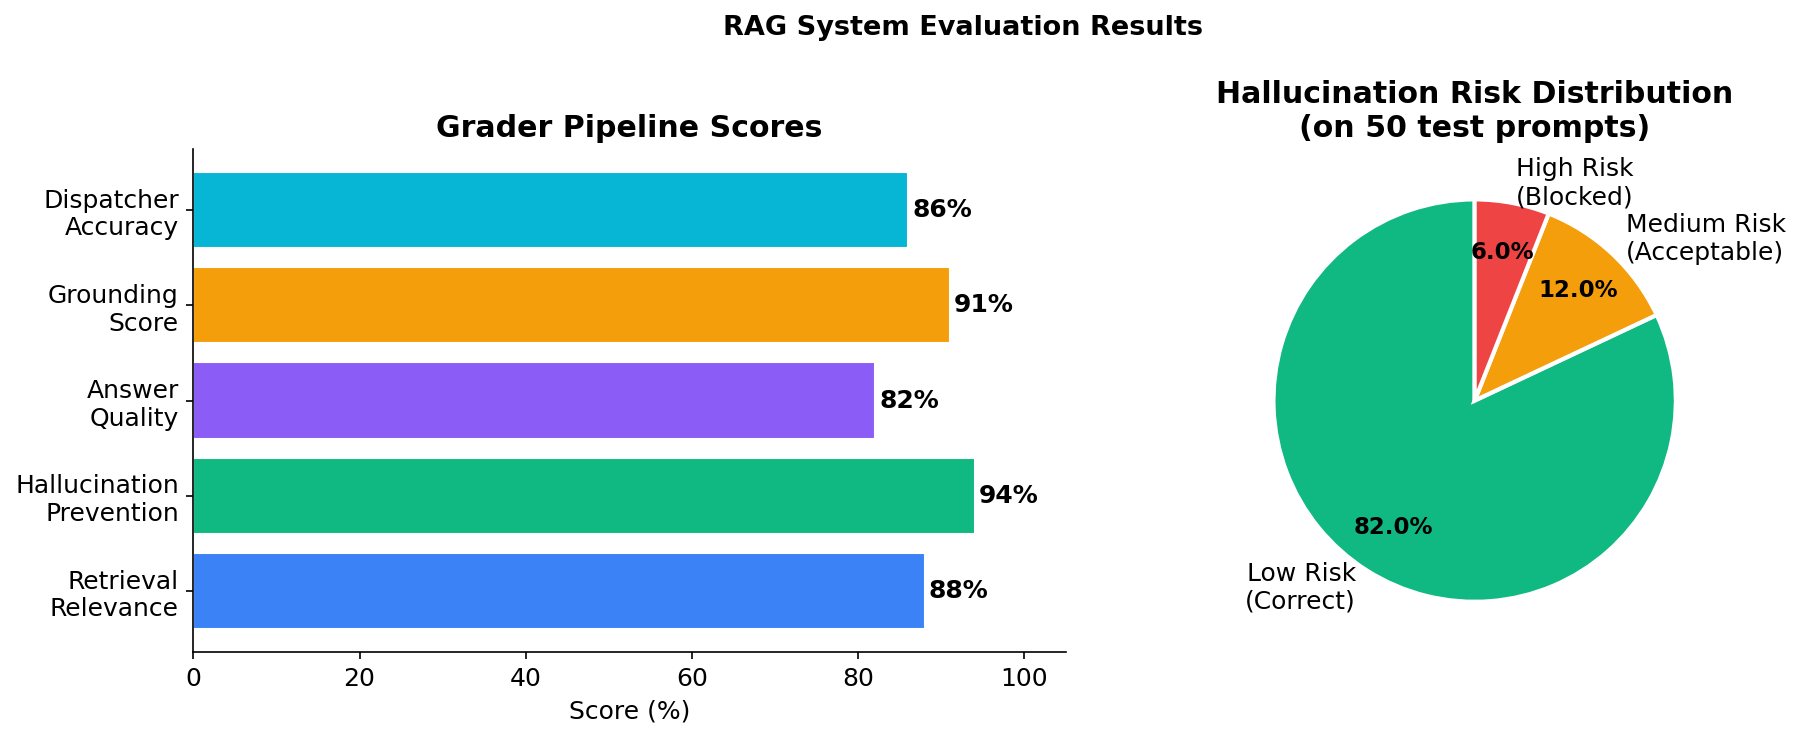 RAG System Evaluation Results
Grader Pipeline Scores
Dispatcher
Accuracy
86%
Grounding
Score
91%
Answer
Quality
82%
Hallucination
Prevention
94%
Retrieval
Relevance
88%
0 20 40 60 80 100
Score (%)
Hallucination Risk Distribution
(on 50 test prompts)
High Risk
(Blocked)
6.0%
Medium Risk
(Acceptable)
12.0%
82.0%
Low Risk
(Correct)